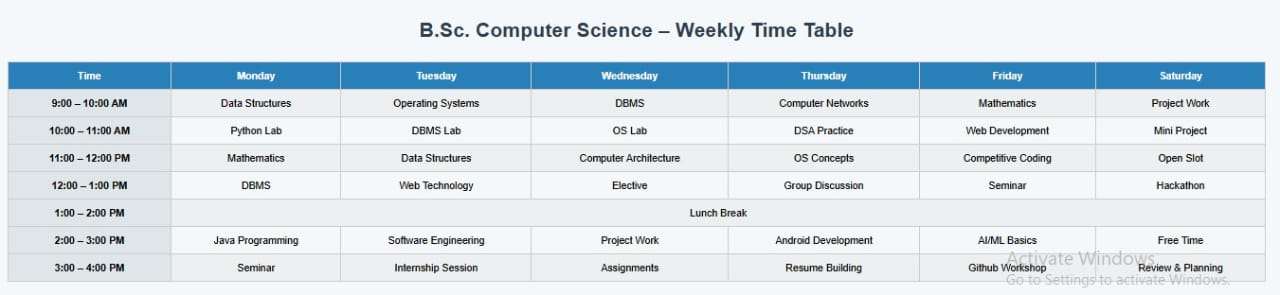 B.Sc. Computer Science – Weekly Time Table
Time Monday Tuesday Wednesday Thursday Friday Saturday
9:00 – 10:00 AM Data Structures Operating Systems DBMS Computer Networks Mathematics Project Work
10:00 – 11:00 AM Python Lab DBMS Lab OS Lab DSA Practice Web Development Mini Project
11:00 – 12:00 PM Mathematics Data Structures Computer Architecture OS Concepts Competitive Coding Open Slot
12:00 – 1:00 PM DBMS Web Technology Elective Group Discussion Seminar Hackathon
1:00 – 2:00 PM Lunch Break
2:00 – 3:00 PM Java Programming Software Engineering Project Work Android Development AI/ML Basics Free Time
3:00 – 4:00 PM Seminar Internship Session Assignments Resume Building Github Workshop Review & Planning
Activate Windows
Go to Settings to activate Windows.